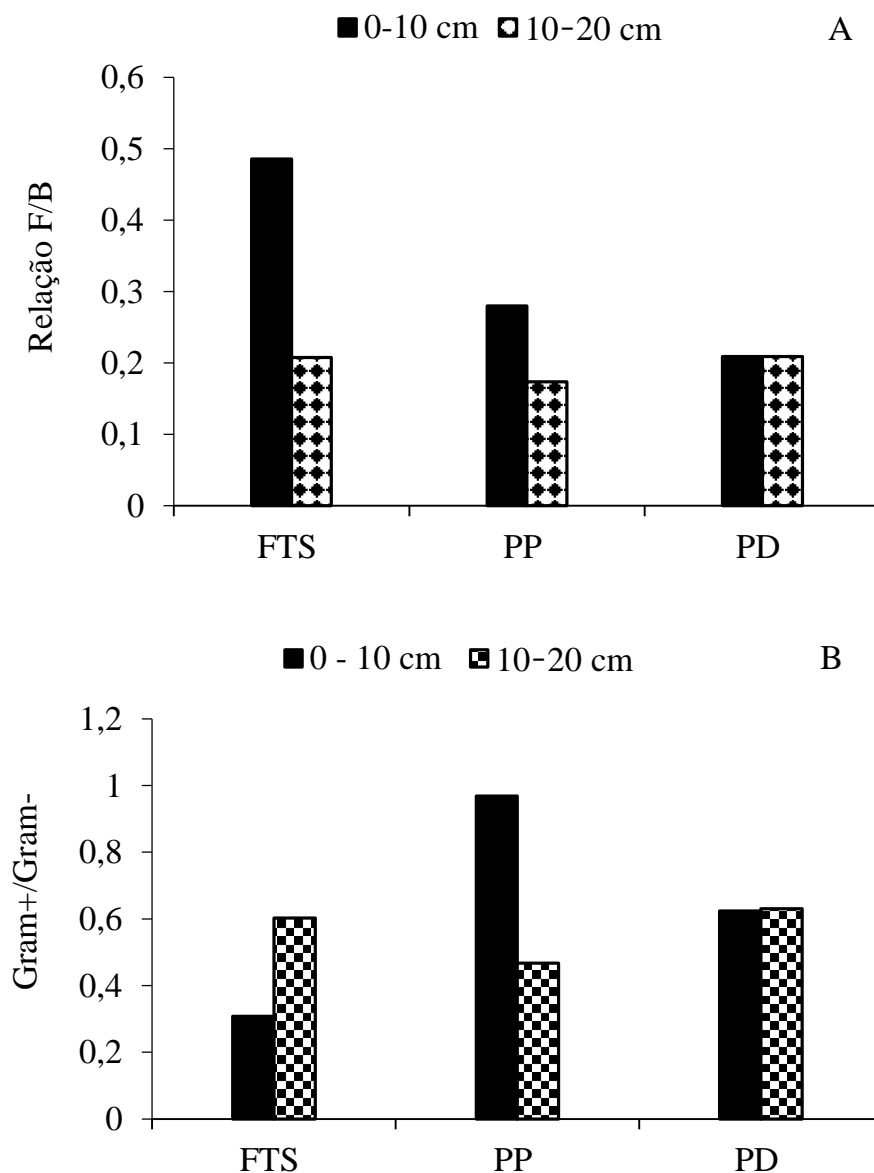 0-10 cm 10-20 cm A
0,6
0,5
0,4
0,3
0,2
0,1
0
Relação F/B
FTS PP PD
0 - 10 cm 10-20 cm B
1,2
1
0,8
0,6
0,4
0,2
0
Gram+/Gram-
FTS PP PD